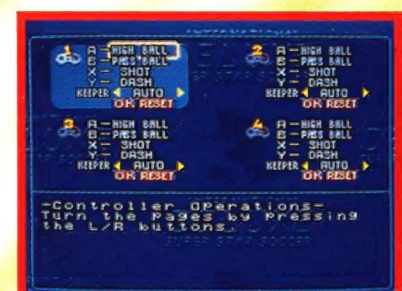 1 A-HIGH BALL
B-PASS BALL
X- SHOT
Y- DASH
KEEPER AUTO
OK RESET
2 A-HIGH BALL
B-PASS BALL
X- SHOT
Y- DASH
KEEPER AUTO
OK RESET
3 A-HIGH BALL
B-PASS BALL
X- SHOT
Y- DASH
KEEPER AUTO
OK RESET
4 A-HIGH BALL
B-PASS BALL
X- SHOT
Y- DASH
KEEPER AUTO
OK RESET
-Controller Operations-
Turn the Pages by pressing
the L/R buttons
SUPER STAR SOCCER